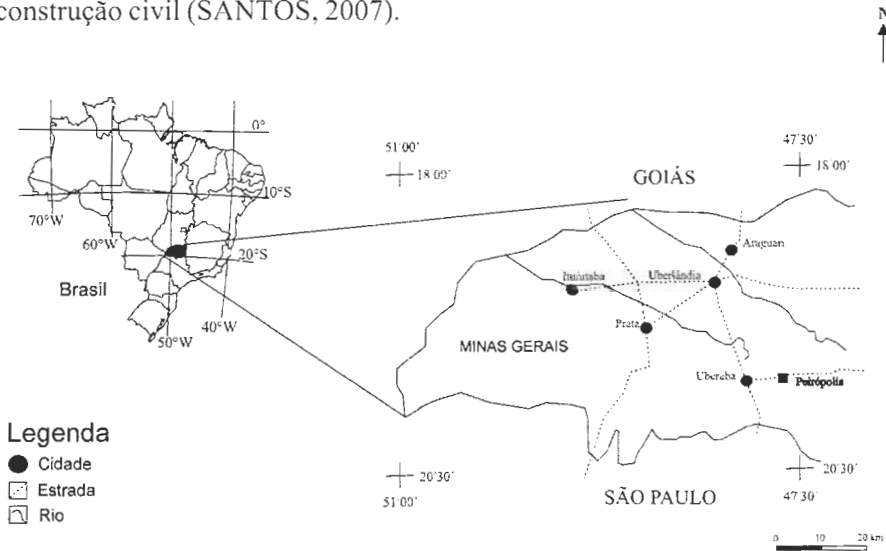 construção civil (SANTOS, 2007).
N
0°
10°S
20°S
70°W
60°W
50°W
40°W
Brasil
51°00'
18°00'
47°30'
18°00'
GOIÁS
Araguari
Ituiutaba
Uberlândia
Prata
MINAS GERAIS
Uberaba
Peirópolis
Legenda
Cidade
Estrada
Rio
20°30'
51°00'
SÃO PAULO
20°30'
47°30'
0 10 20 km